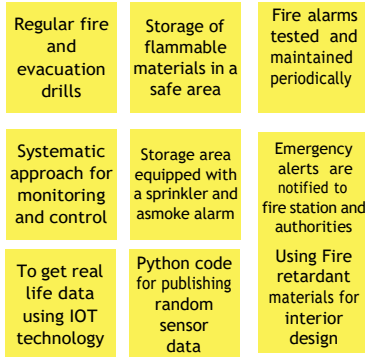 Regular fire
and
evacuation
drills
Storage of
flammable
materials in a
safe area
Fire alarms
tested and
maintained
periodically
Systematic
approach for
monitoring
and control
Storage area
equipped with
a sprinkler and
asmoke alarm
Emergency
alerts are
notified to
fire station and
authorities
To get real
life data
using IOT
technology
Python code
for publishing
random
sensor
data
Using Fire
retardant
materials for
interior
design